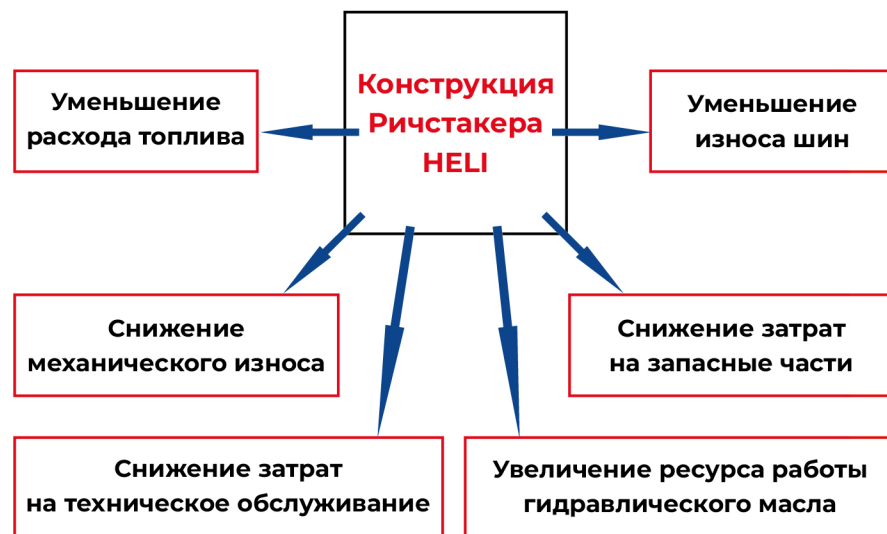 Конструкция
Ричстакера
HELI
Уменьшение
расхода топлива
Уменьшение
износа шин
Снижение
механического износа
Снижение затрат
на запасные части
Снижение затрат
на техническое обслуживание
Увеличение ресурса работы
гидравлического масла